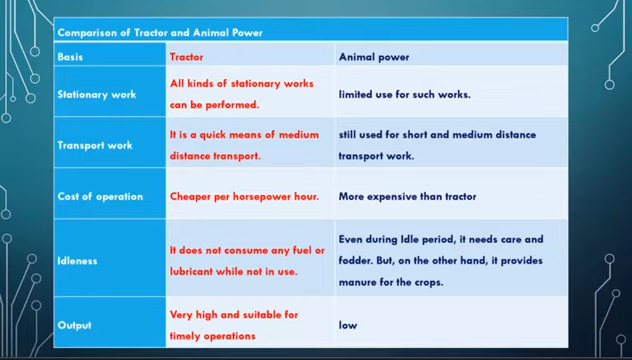 Comparison of Tractor and Animal Power
Basis
Tractor
Animal power
Stationary work
All kinds of stationary works
can be performed.
limited use for such works.
Transport work
It is a quick means of medium
distance transport.
still used for short and medium distance
transport work.
Cost of operation
Cheaper per horsepower hour.
More expensive than tractor
Idleness
It does not consume any fuel or
lubricant while not in use.
Even during Idle period, it needs care and
fodder. But, on the other hand, it provides
manure for the crops.
Output
Very high and suitable for
timely operations
low